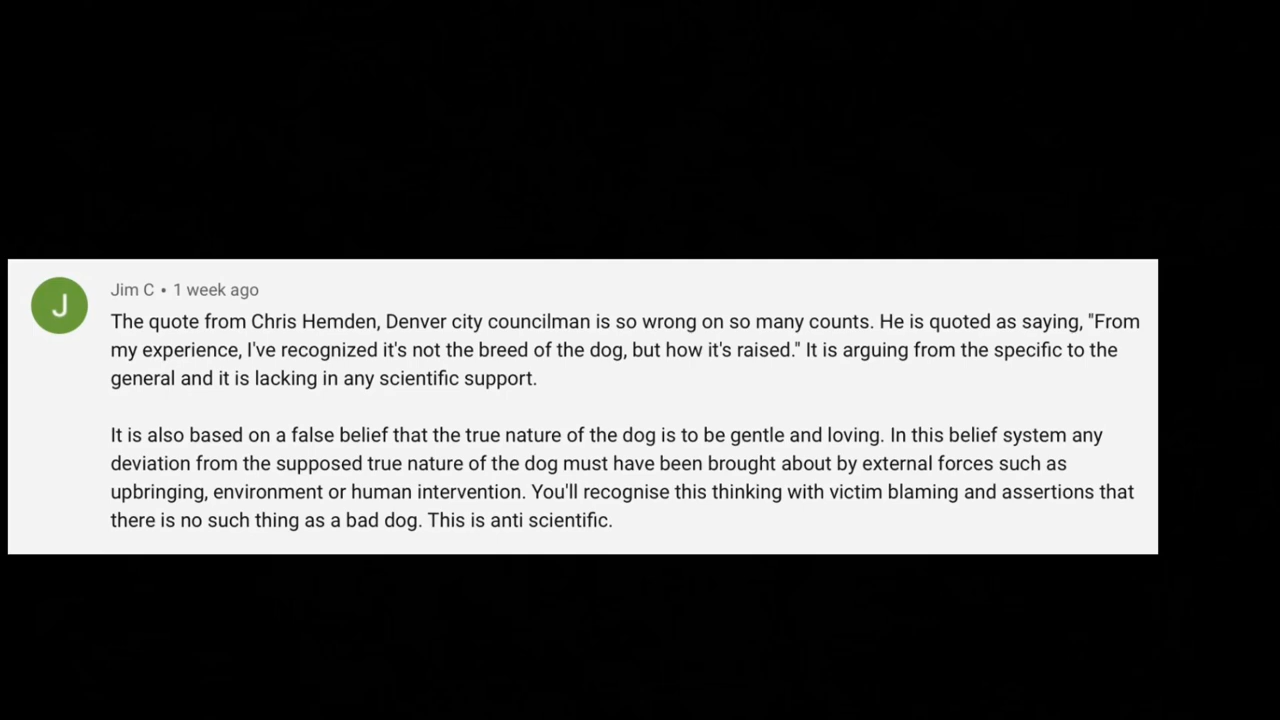 J
Jim C • 1 week ago
The quote from Chris Hemden, Denver city councilman is so wrong on so many counts. He is quoted as saying, "From
my experience, I've recognized it's not the breed of the dog, but how it's raised." It is arguing from the specific to the
general and it is lacking in any scientific support.
It is also based on a false belief that the true nature of the dog is to be gentle and loving. In this belief system any
deviation from the supposed true nature of the dog must have been brought about by external forces such as
upbringing, environment or human intervention. You'll recognise this thinking with victim blaming and assertions that
there is no such thing as a bad dog. This is anti scientific.